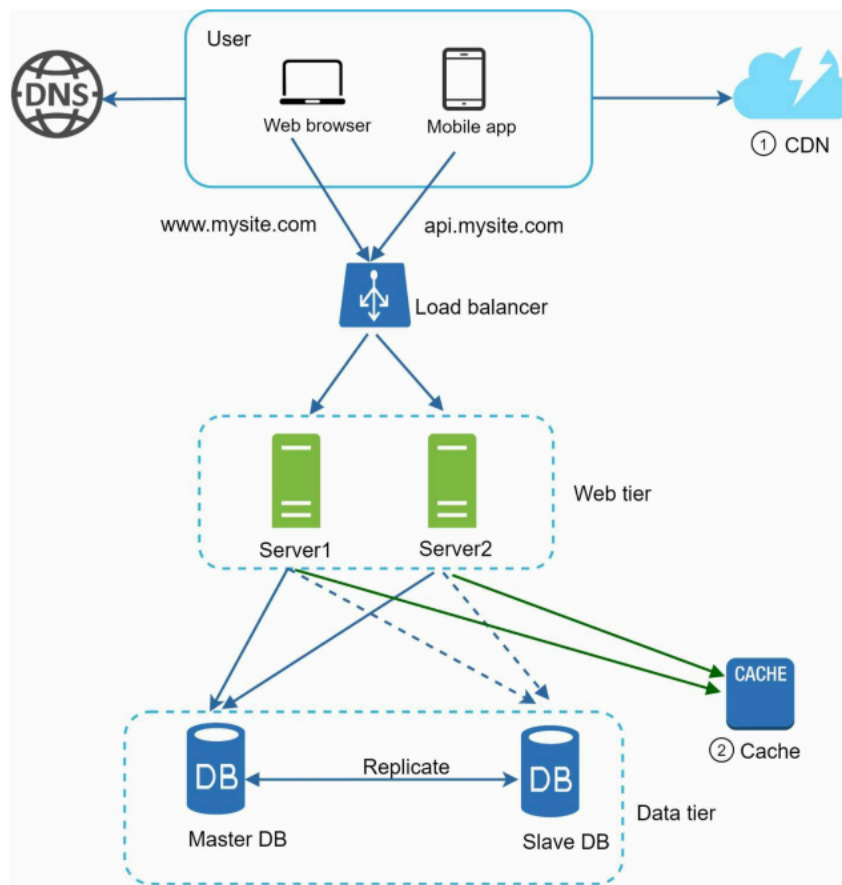 User
DNS
Web browser
Mobile app
1 CDN
www.mysite.com
api.mysite.com
Load balancer
Web tier
Server1
Server2
CACHE
2 Cache
DB
Replicate
DB
Master DB
Slave DB
Data tier